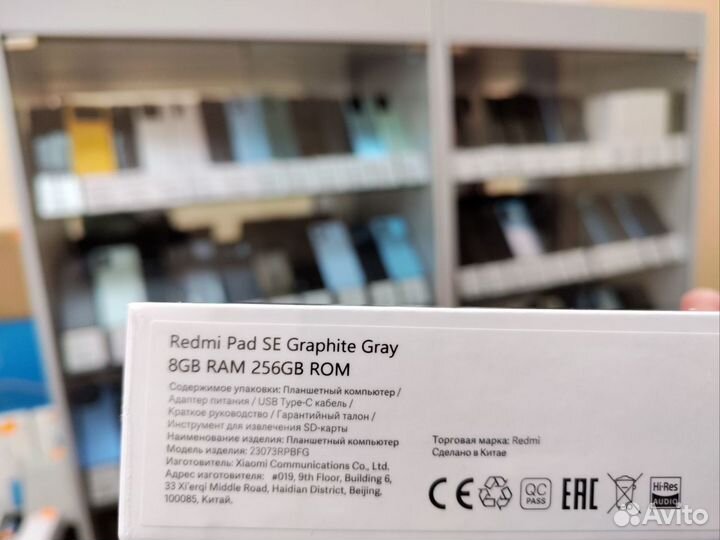 Redmi Pad SE Graphite Gray
8GB RAM 256GB ROM
Содержимое упаковки: Планшетный компьютер /
Адаптер питания / USB Type-C кабель /
Краткое руководство / Гарантийный талон /
Инструмент для извлечения SD-карты
Наименование изделия: Планшетный компьютер
Модель изделия: 23073RPBFG
Изготовитель: Xiaomi Communications Co., Ltd.
Адрес изготовителя: #019, 9th Floor, Building 6,
33 Xi'erqi Middle Road, Haidian District, Beijing,
100085, Китай.
Торговая марка: Redmi
Сделано в Китае
CE
QC
PASS
EAC
Hi-Res
AUDIO
Avito